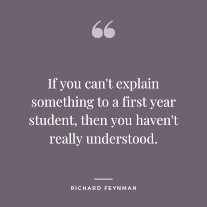 “
If you can't explain
something to a first year
student, then you haven't
really understood.
RICHARD FEYNMAN